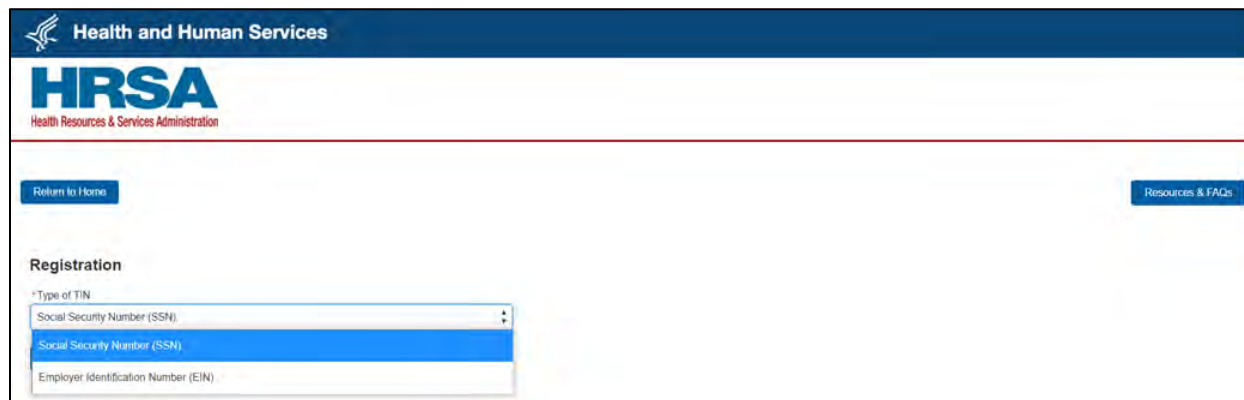 Health and Human Services
HRSA
Health Resources & Services Administration
Return to Home
Resources & FAQs
Registration
*Type of TIN
Social Security Number (SSN)
Social Security Number (SSN)
Employer Identification Number (EIN)